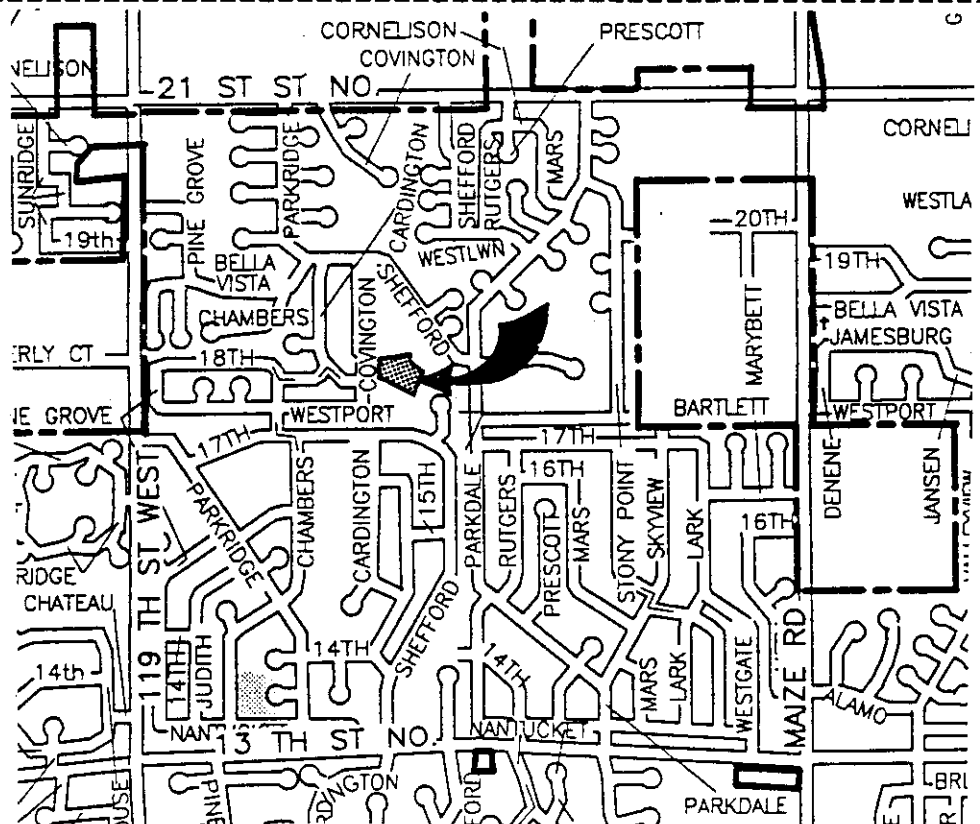 CORNELISON
PRESCOTT
COVINGTON
NELISON
21 ST ST NO.
CORNELI
SUNRIDGE
PINE GROVE
PARKRIDGE
CARDINGTON
SHEFFORD
RUTGERS
MARS
WESTLA
20TH
19th
WESTLWN
BELLA
VISTA
19TH
SHEFFORD
COVINGTON
MARYBETT
BELLA VISTA
CHAMBERS
JAMESBURG
ERLY CT
18TH
NE GROVE
WESTPORT
BARTLETT
WESTPORT
17TH
17TH
16TH
119 TH ST WEST
PARKRIDGE
CHAMBERS
CARDINGTON
15TH
PARKDALE
RUTGERS
PRESCOTT
MARS
STONY POINT
SKYVIEW
LARK
16TH
DENENE
JANSEN
RIDGE
CHATEAU
SHEFFORD
14th
14TH
JUDITH
14TH
14TH
MARS
LARK
WESTGATE
MAIZE RD
ALAMO
NANTUCKET
13 TH ST NO.
PARKDALE
BRI